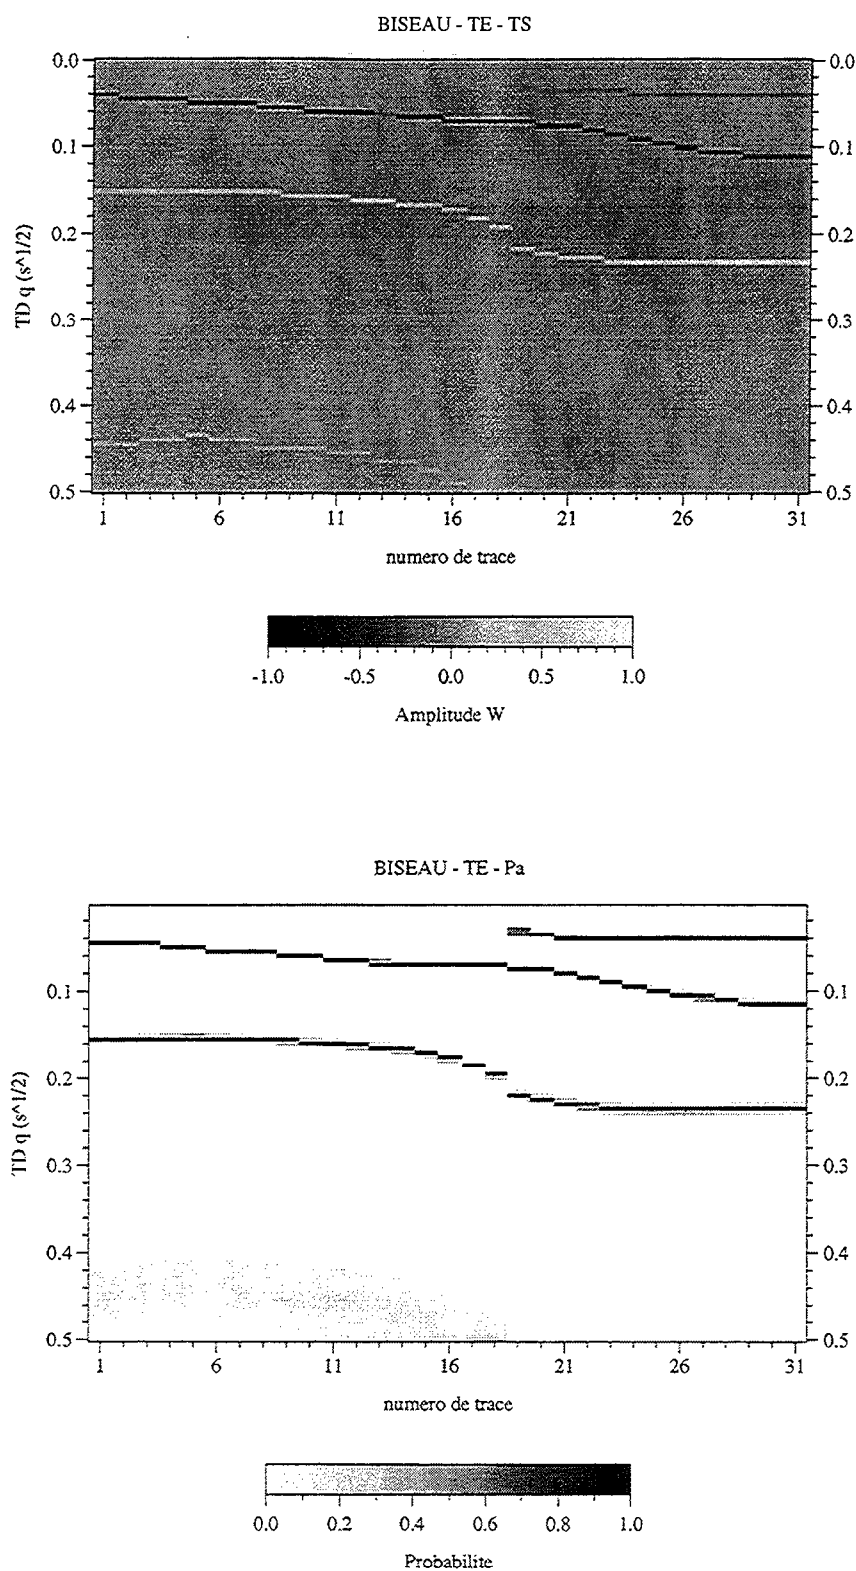 BISEAU - TE - TS
0.0
0.1
0.2
0.3
0.4
0.5
TD q (s^1/2)
0.0
0.1
0.2
0.3
0.4
0.5
1 6 11 16 21 26 31
numero de trace
-1.0 -0.5 0.0 0.5 1.0
Amplitude W
BISEAU - TE - Pa
0.1
0.2
0.3
0.4
0.5
TD q (s^1/2)
0.1
0.2
0.3
0.4
0.5
1 6 11 16 21 26 31
numero de trace
0.0 0.2 0.4 0.6 0.8 1.0
Probabilite